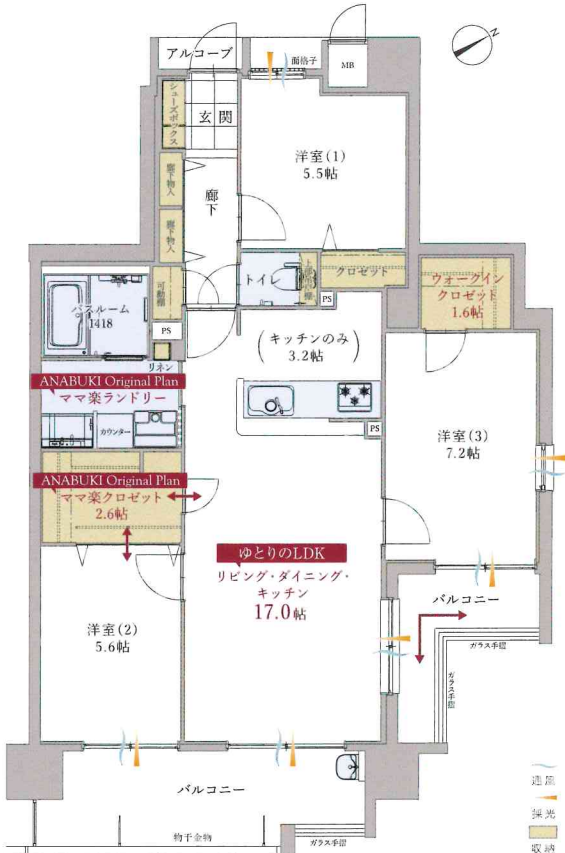 アルコーブ
面格子
MB
N
シューズボックス
玄関
洋室(1)
5.5帖
廊下物入
廊下
廊下物入
トイレ
上部吊戸棚
クロゼット
ウォークイン
クロゼット
1.6帖
バスルーム
1418
可動棚
PS
PS
キッチンのみ
3.2帖
リネン
ANABUKI Original Plan
ママ楽ランドリー
カウンター
PS
洋室(3)
7.2帖
ANABUKI Original Plan
ママ楽クロゼット
2.6帖
ゆとりのLDK
リビング・ダイニング・
キッチン
17.0帖
洋室(2)
5.6帖
バルコニー
ガラス手摺
ガラス手摺
バルコニー
物干金物
ガラス手摺
通風
採光
収納